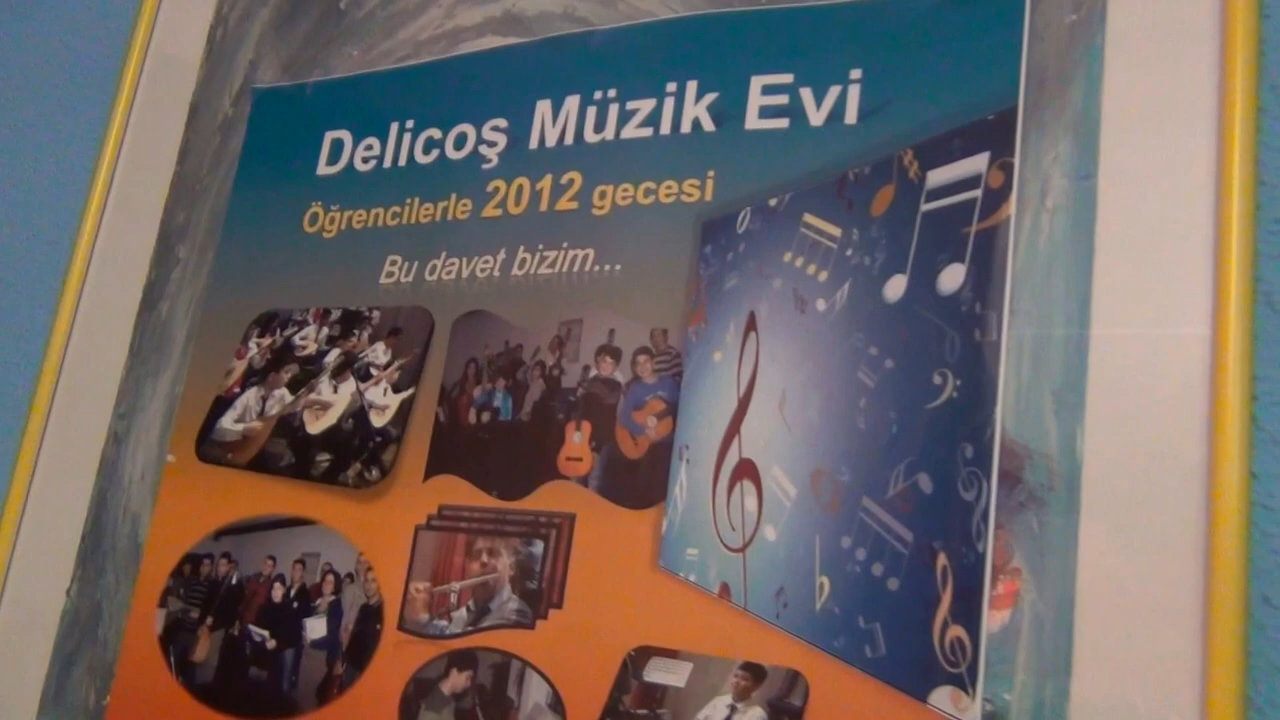 Delicoş Müzik Evi
Öğrencilerle 2012 gecesi
Bu davet bizim...